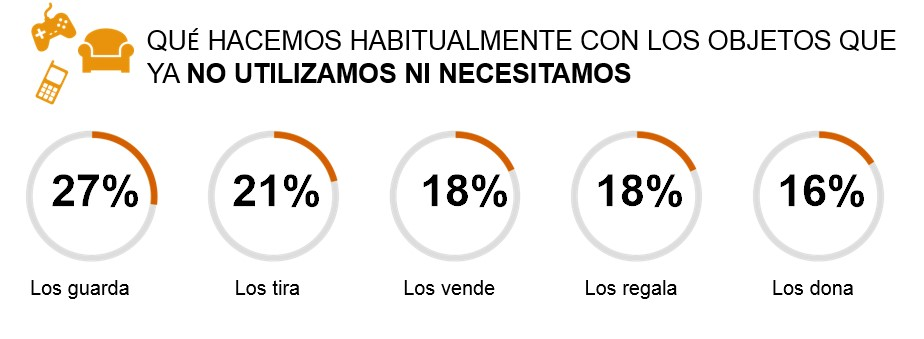 QUÉ HACEMOS HABITUALMENTE CON LOS OBJETOS QUE
YA NO UTILIZAMOS NI NECESITAMOS
27%
21%
18%
18%
16%
Los guarda
Los tira
Los vende
Los regala
Los dona